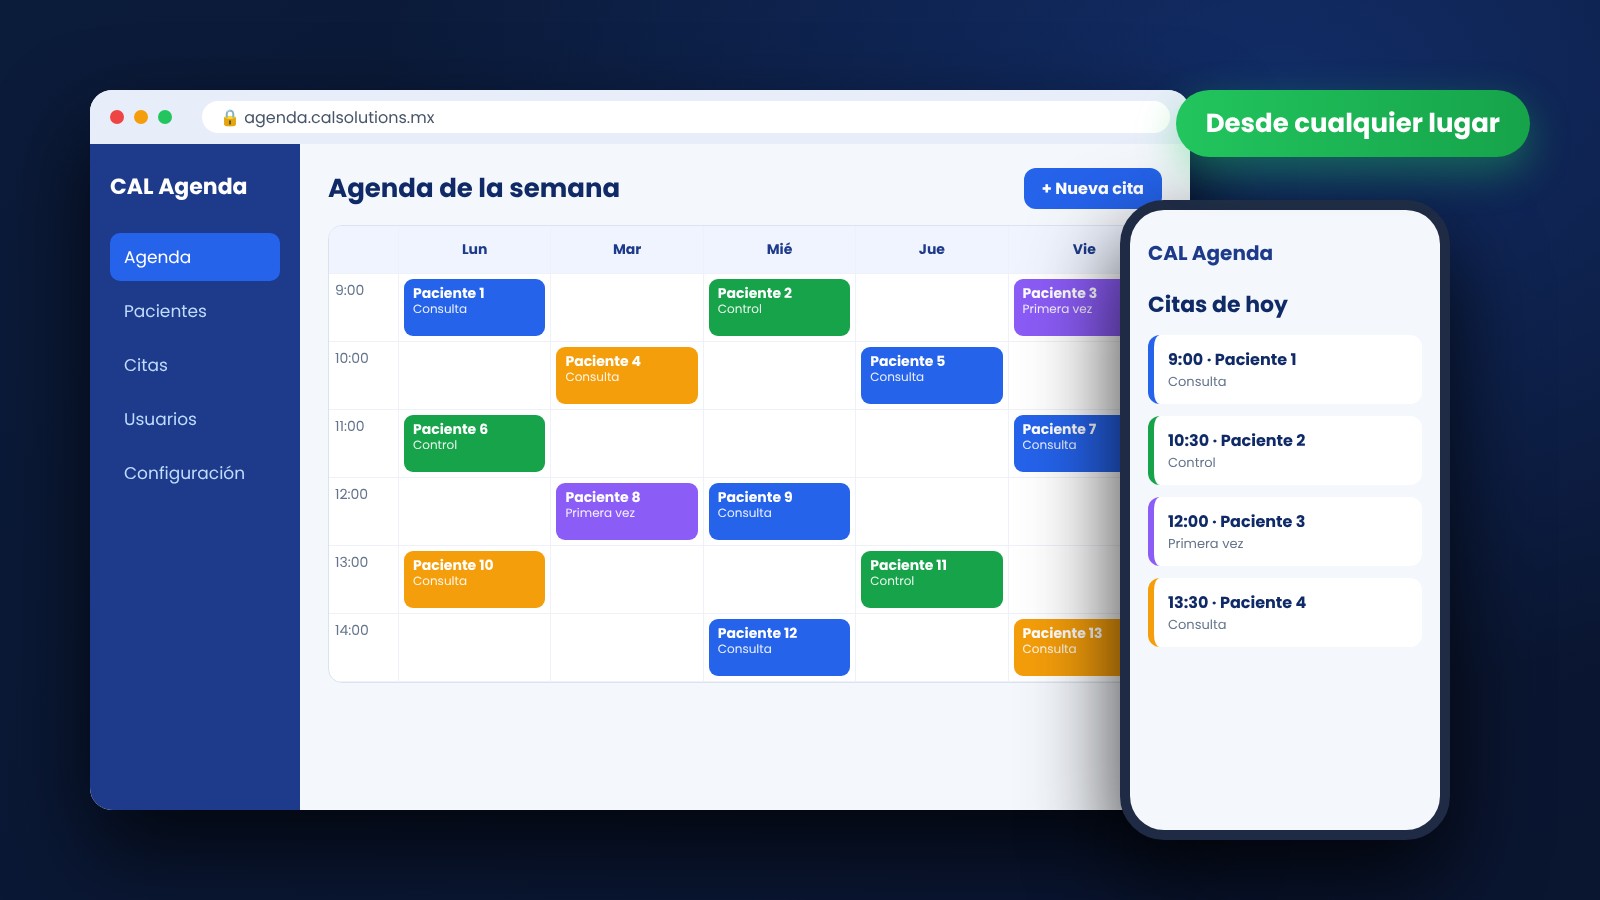 agenda.calsolutions.mx
Desde cualquier lugar
CAL Agenda
Agenda
Pacientes
Citas
Usuarios
Configuración
Agenda de la semana
+ Nueva cita
Lun Mar Mié Jue Vie
9:00
Paciente 1
Consulta
Paciente 2
Control
Paciente 3
Primera vez
10:00
Paciente 4
Consulta
Paciente 5
Consulta
11:00
Paciente 6
Control
Paciente 7
Consulta
12:00
Paciente 8
Primera vez
Paciente 9
Consulta
13:00
Paciente 10
Consulta
Paciente 11
Control
14:00
Paciente 12
Consulta
Paciente 13
Consulta
CAL Agenda
Citas de hoy
9:00 · Paciente 1
Consulta
10:30 · Paciente 2
Control
12:00 · Paciente 3
Primera vez
13:30 · Paciente 4
Consulta